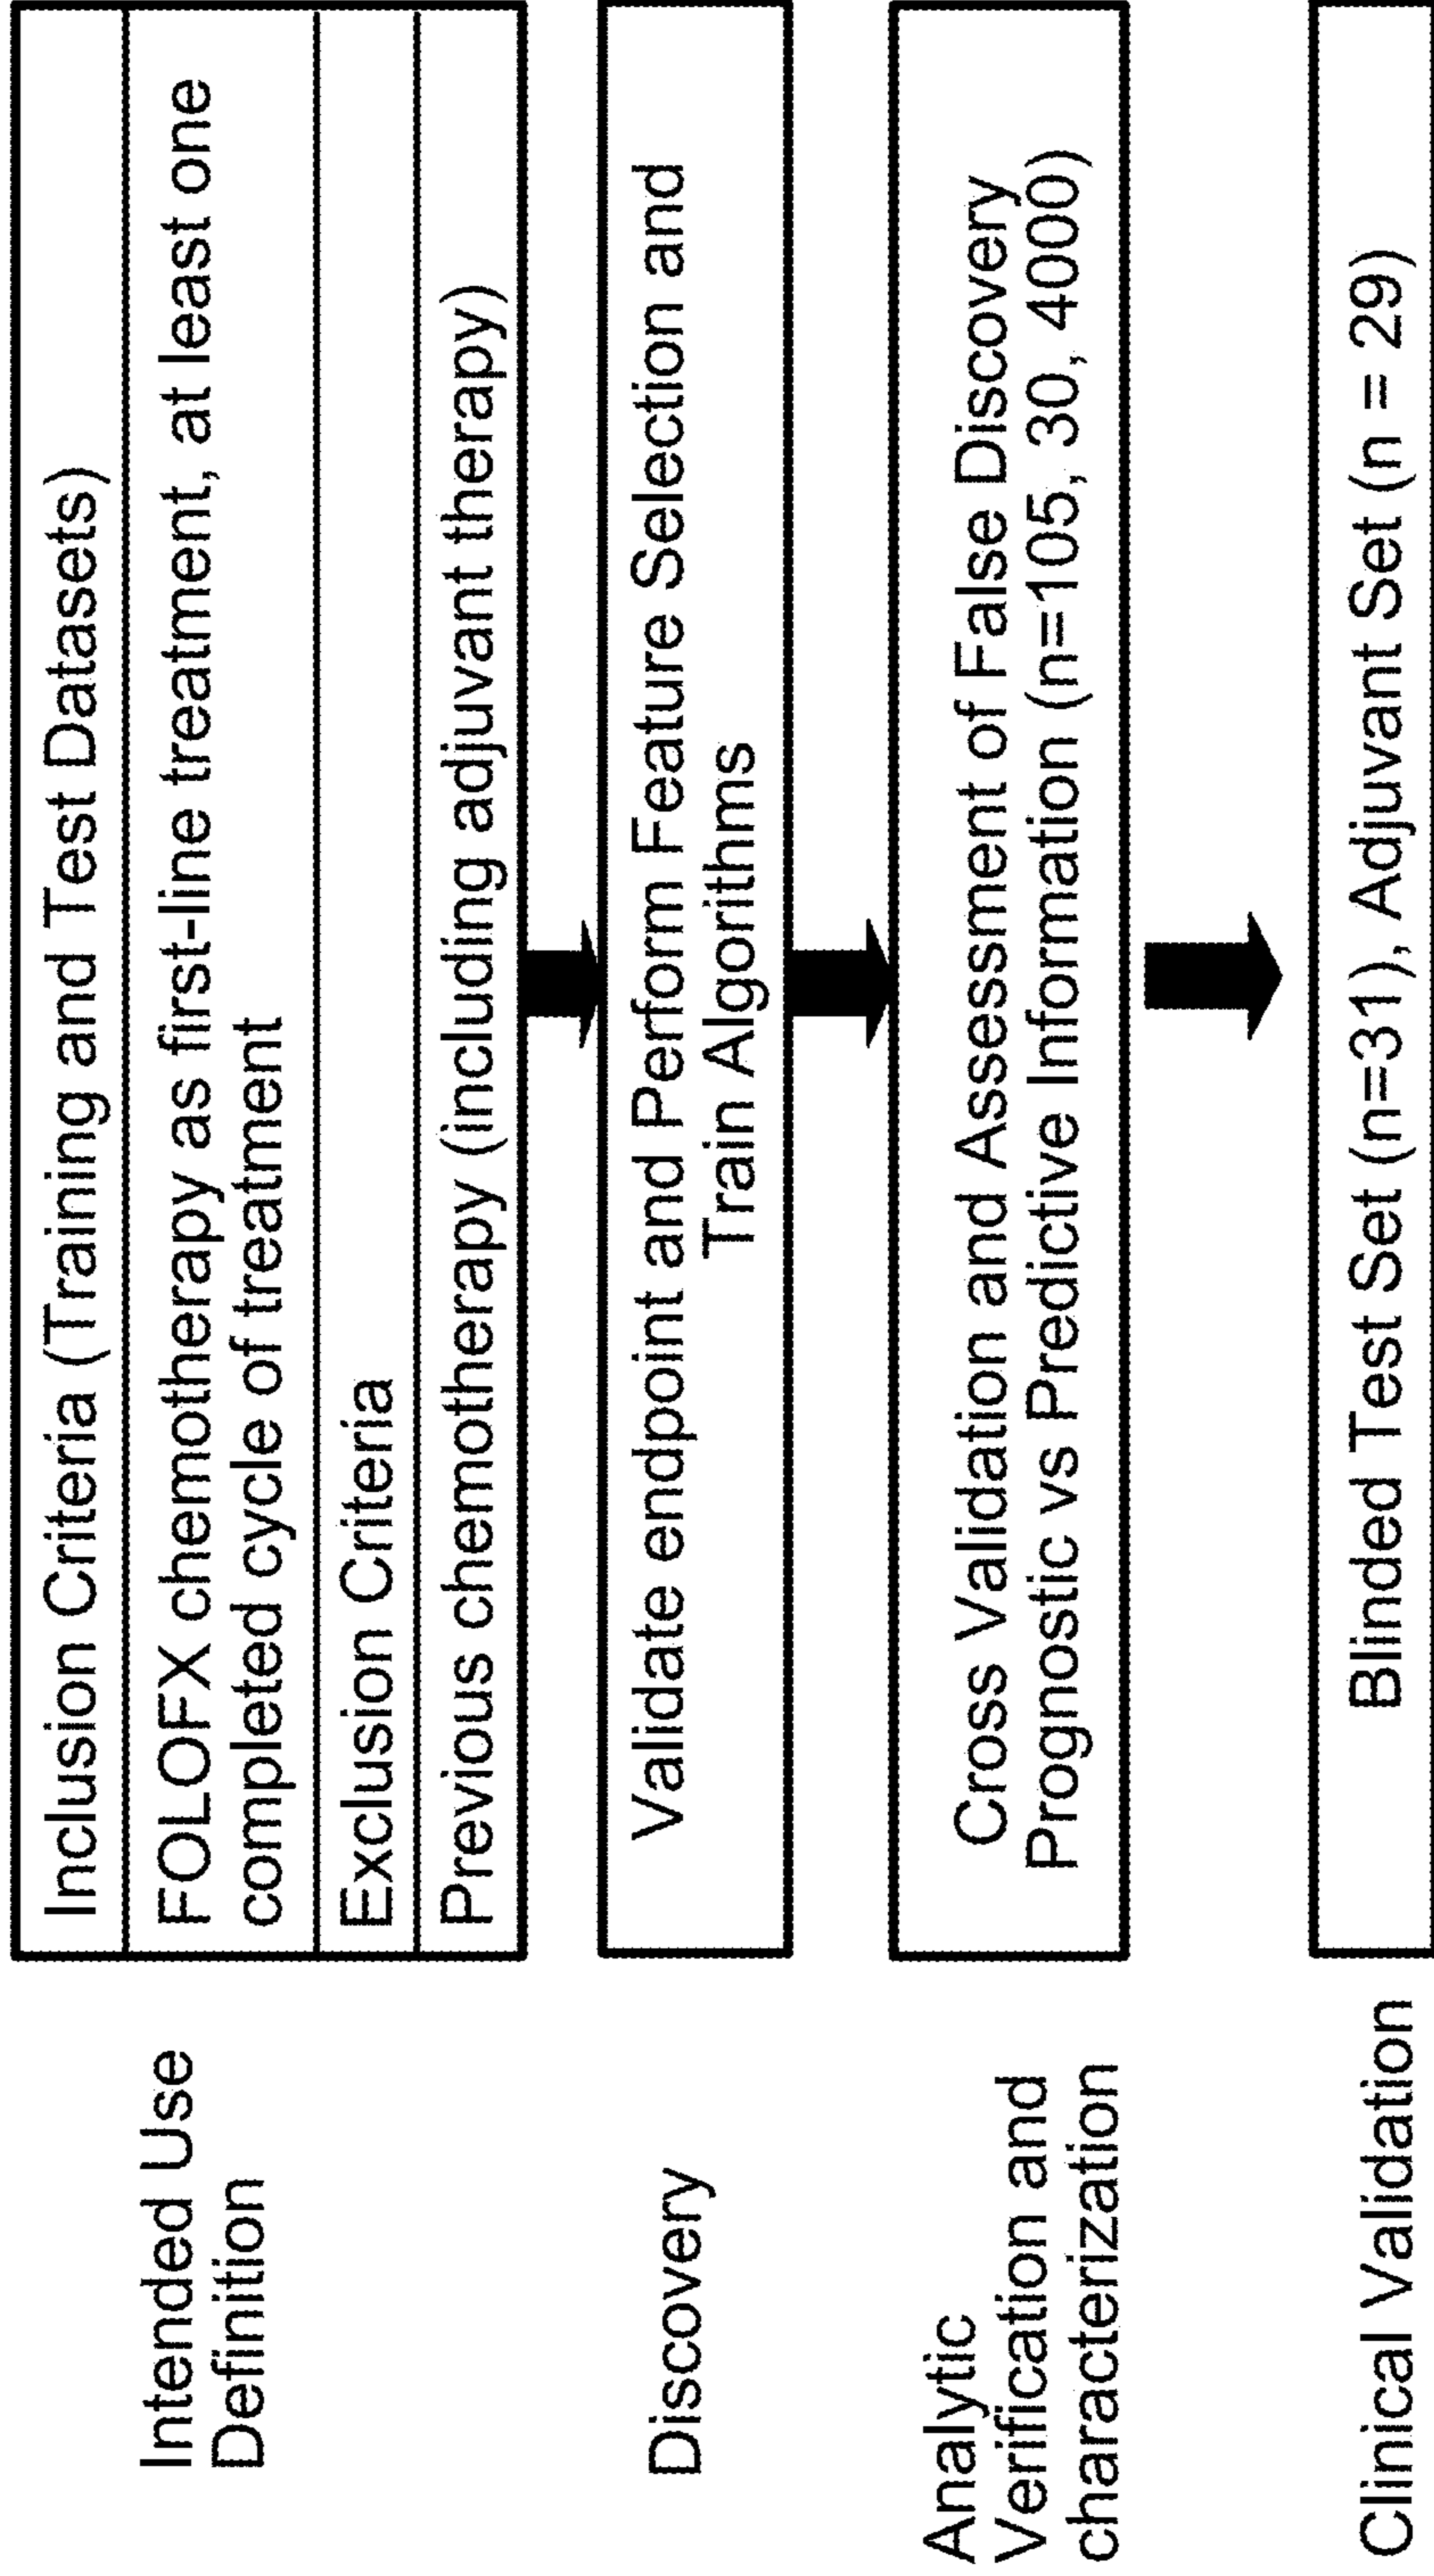 Intended Use
Definition
Inclusion Criteria (Training and Test Datasets)
FOLOFX chemotherapy as first-line treatment, at least one
completed cycle of treatment
Exclusion Criteria
Previous chemotherapy (including adjuvant therapy)
Discovery
Validate endpoint and Perform Feature Selection and
Train Algorithms
Analytic
Verification and
characterization
Cross Validation and Assessment of False Discovery
Prognostic vs Predictive Information (n=105, 30, 4000)
Clinical Validation
Blinded Test Set (n=31), Adjuvant Set (n = 29)